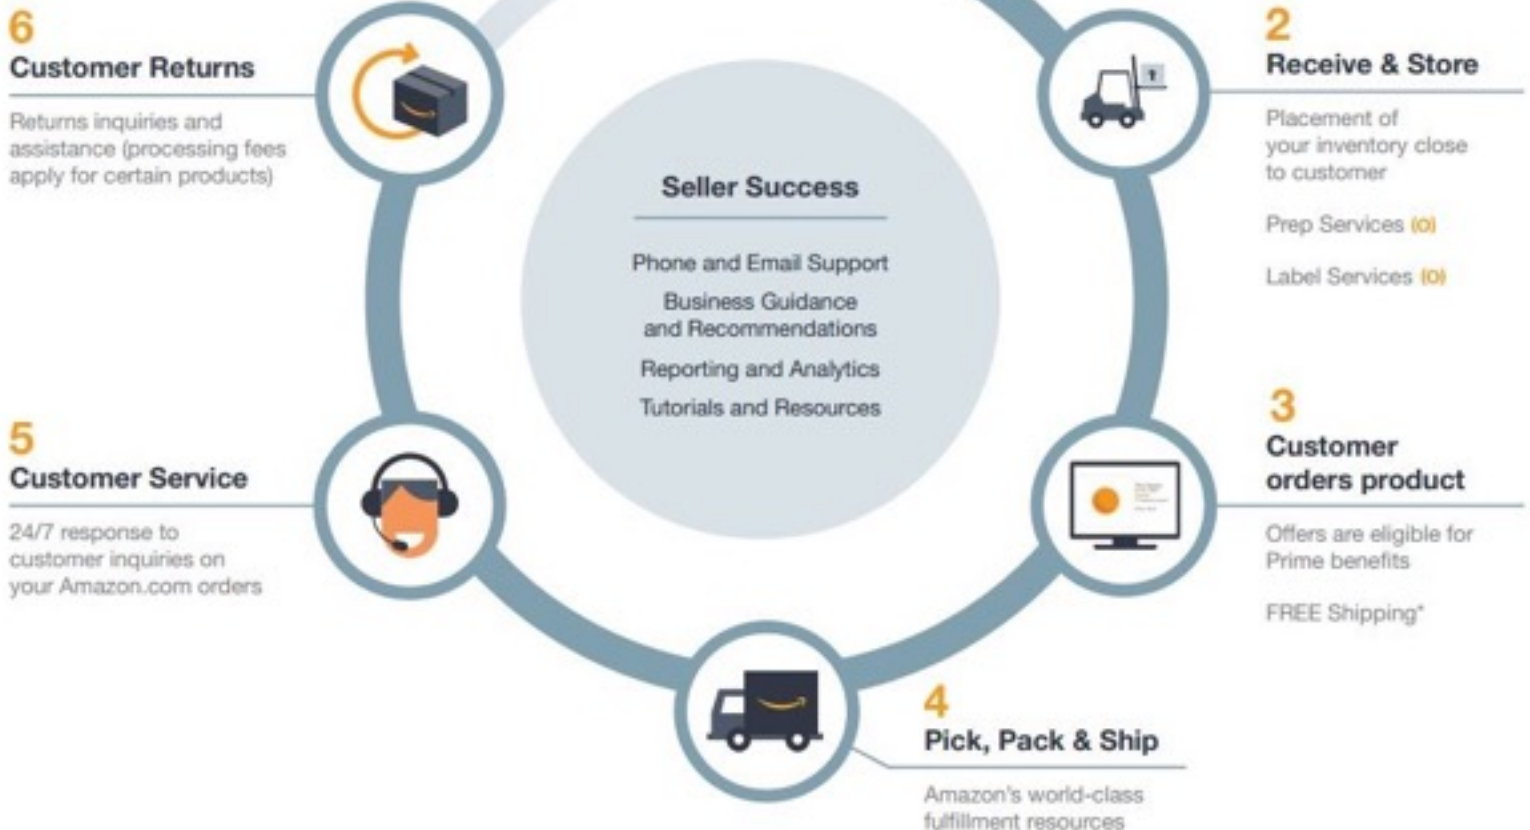 6
Customer Returns
Returns inquiries and
assistance (processing fees
apply for certain products)
2
Receive & Store
Placement of
your inventory close
to customer
Prep Services (O)
Label Services (O)
Seller Success
Phone and Email Support
Business Guidance
and Recommendations
Reporting and Analytics
Tutorials and Resources
5
Customer Service
24/7 response to
customer inquiries on
your Amazon.com orders
3
Customer
orders product
Offers are eligible for
Prime benefits
FREE Shipping*
4
Pick, Pack & Ship
Amazon's world-class
fulfillment resources